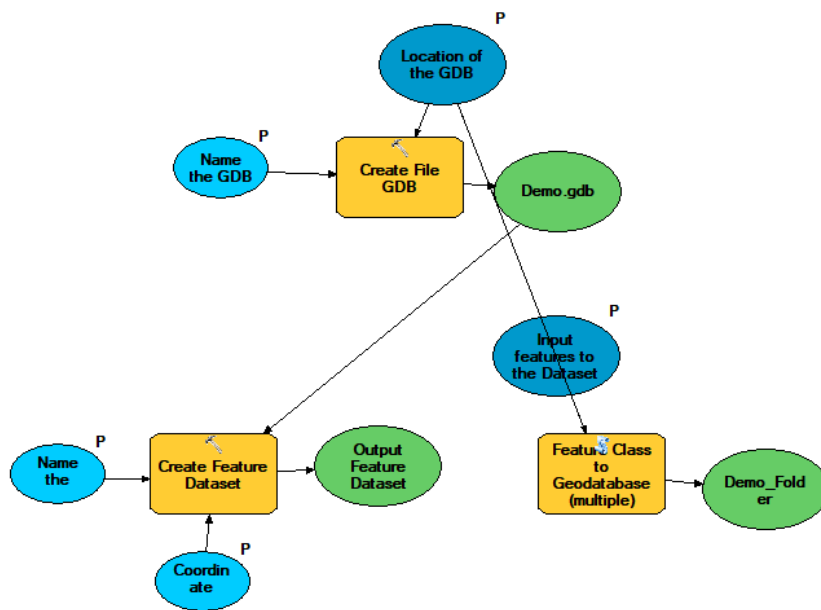 P
Location of
the GDB
P
Name
the GDB
Create File
GDB
Demo.gdb
P
Input
features to
the Dataset
P
Name
the
Create Feature
Dataset
Output
Feature
Dataset
Feature Class
to
Geodatabase
(multiple)
Demo_Fold
er
P
Coordin
ate